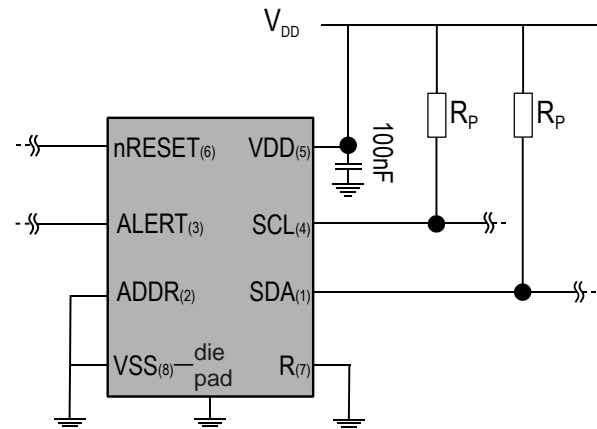 VDD
RP
RP
100nF
nRESET(6)
VDD(5)
ALERT(3)
SCL(4)
ADDR(2)
SDA(1)
VSS(8)
die
pad
R(7)